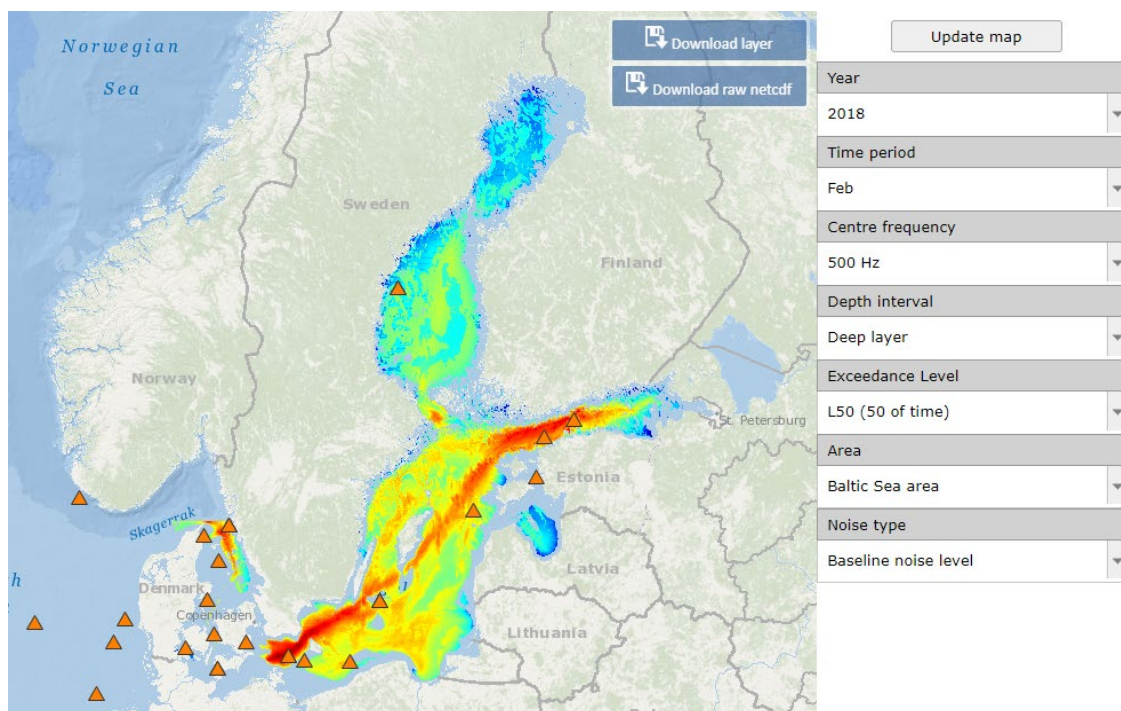 Norwegian
Sea
Download layer
Download raw netcdf
Sweden
Finland
Norway
St. Petersburg
Estonia
Skagerrak
Latvia
Denmark
Copenhagen
Lithuania
Update map
Year
2018
Time period
Feb
Centre frequency
500 Hz
Depth interval
Deep layer
Exceedance Level
L50 (50 of time)
Area
Baltic Sea area
Noise type
Baseline noise level